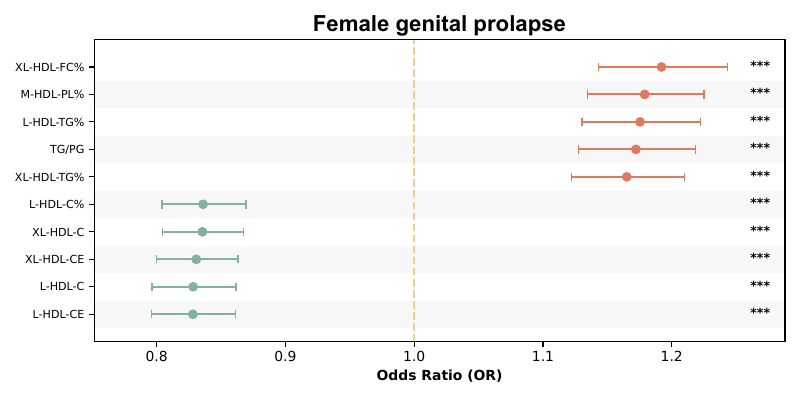 Female genital prolapse
XL-HDL-FC% ***
M-HDL-PL% ***
L-HDL-TG% ***
TG/PG ***
XL-HDL-TG% ***
L-HDL-C% ***
XL-HDL-C ***
XL-HDL-CE ***
L-HDL-C ***
L-HDL-CE ***
0.8 0.9 1.0 1.1 1.2
Odds Ratio (OR)